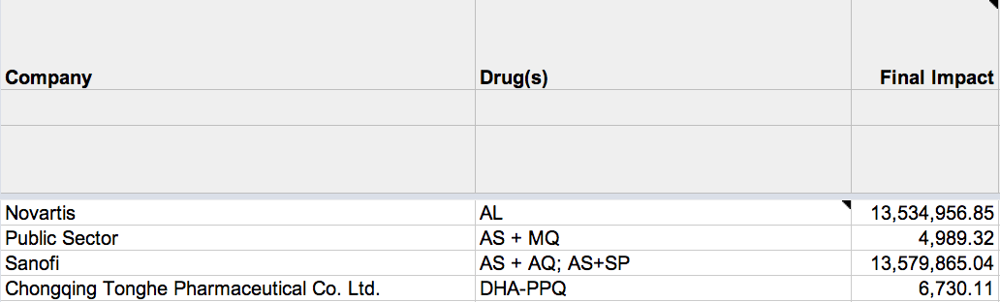 Company Drug(s) Final Impact
Novartis AL 13,534,956.85
Public Sector AS + MQ 4,989.32
Sanofi AS + AQ; AS+SP 13,579,865.04
Chongqing Tonghe Pharmaceutical Co. Ltd. DHA-PPQ 6,730.11